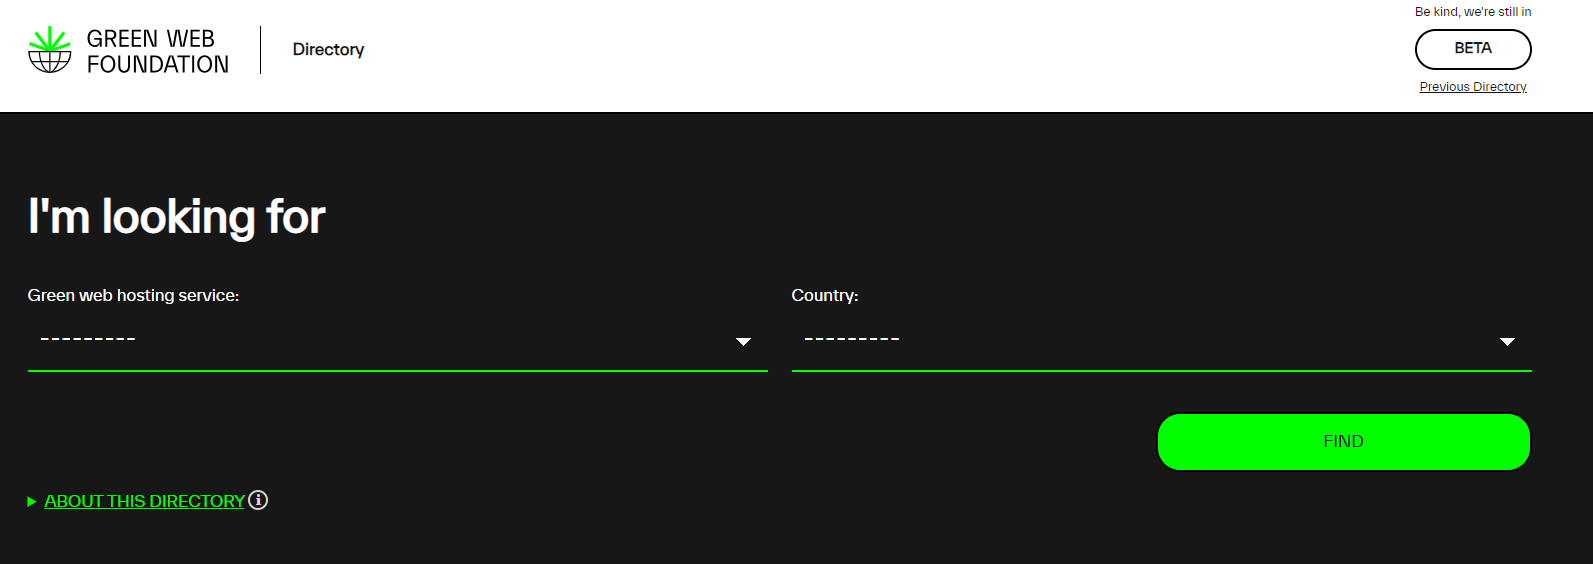 GREEN WEB
FOUNDATION
Directory
Be kind, we're still in
BETA
Previous Directory
I'm looking for
Green web hosting service:
---------
Country:
---------
FIND
ABOUT THIS DIRECTORY